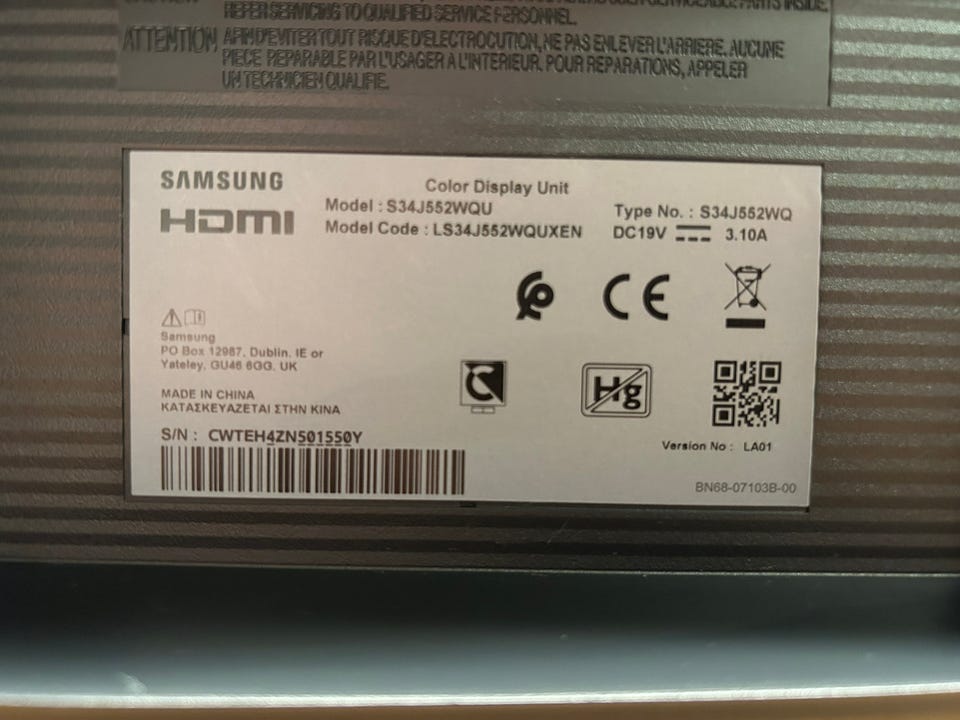 REFER SERVICING TO QUALIFIED SERVICE PERSONNEL.
ATTENTION AFIN D'EVITER TOUT RISQUE D'ELECTROCUTION, NE PAS ENLEVER L'ARRIERE. AUCUNE
PIECE REPARABLE PAR L'USAGER A L'INTERIEUR. POUR REPARATIONS, APPELER
UN TECHNICIEN QUALIFIE.
SAMSUNG
HDMI
Color Display Unit
Model : S34J552WQU
Type No. : S34J552WQ
Model Code : LS34J552WQUXEN
DC19V 3.10A
CE
Samsung
PO Box 12987, Dublin. IE or
Yateley, GU46 6GG. UK
Hg
MADE IN CHINA
ΚΑΤΑΣΚΕΥΑΖΕΤΑΙ ΣΤΗΝ ΚΙΝΑ
S/N : CWTEH4ZN501550Y
Version No : LA01
BN68-07103B-00